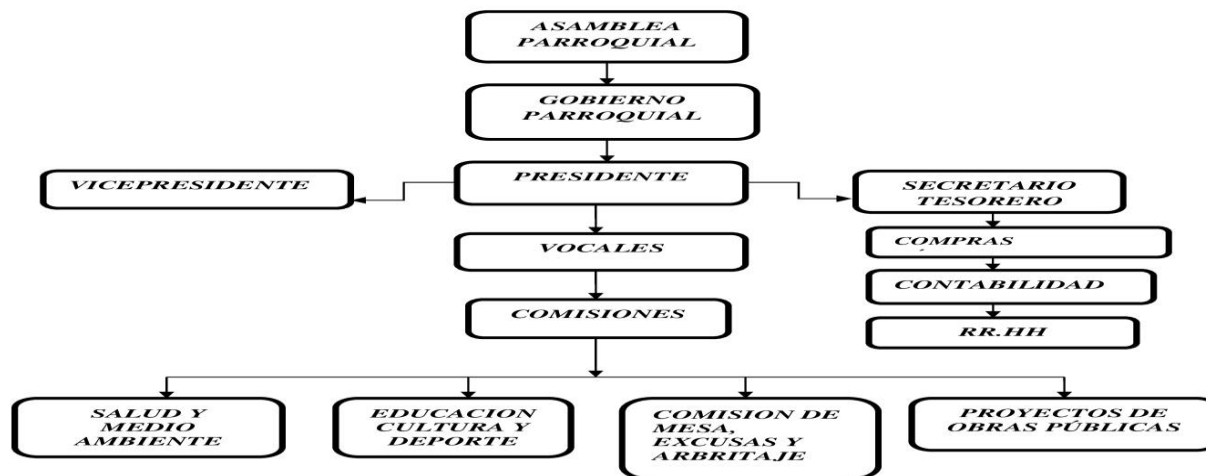 ASAMBLEA
PARROQUIAL
GOBIERNO
PARROQUIAL
VICEPRESIDENTE
PRESIDENTE
SECRETARIO
TESORERO
VOCALES
COMPRAS
CONTABILIDAD
COMISIONES
RR.HH
SALUD Y
MEDIO
AMBIENTE
EDUCACION
CULTURA Y
DEPORTE
COMISION DE
MESA,
EXCUSAS Y
ARBRITAJE
PROYECTOS DE
OBRAS PÚBLICAS